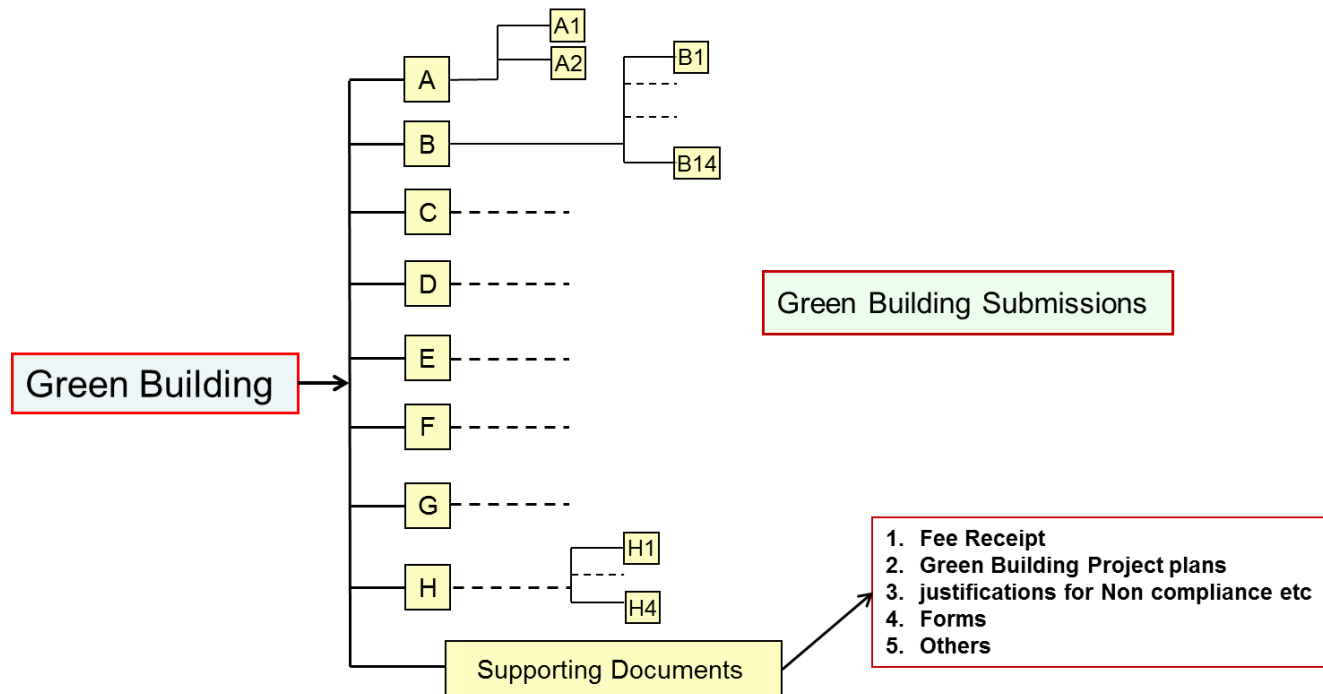 A1
A2
A
B1
B
B14
C
D
Green Building Submissions
E
Green Building
F
G
H
H1
H4
1. Fee Receipt
2. Green Building Project plans
3. justifications for Non compliance etc
4. Forms
5. Others
Supporting Documents